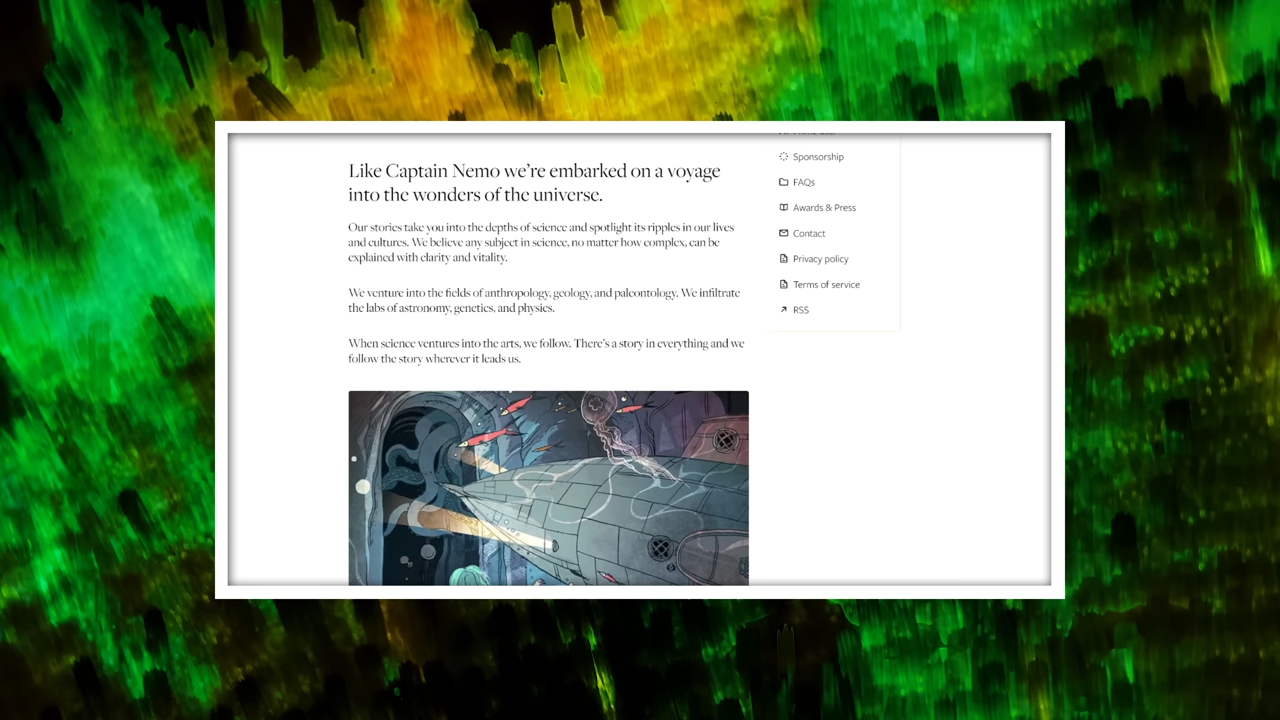 Like Captain Nemo we're embarked on a voyage
into the wonders of the universe.
Our stories take you into the depths of science and spotlight its ripples in our lives
and cultures. We believe any subject in science, no matter how complex, can be
explained with clarity and vitality.
We venture into the fields of anthropology, geology, and paleontology. We infiltrate
the labs of astronomy, genetics, and physics.
When science ventures into the arts, we follow. There's a story in everything and we
follow the story wherever it leads us.
Sponsorship
FAQs
Awards & Press
Contact
Privacy policy
Terms of service
RSS